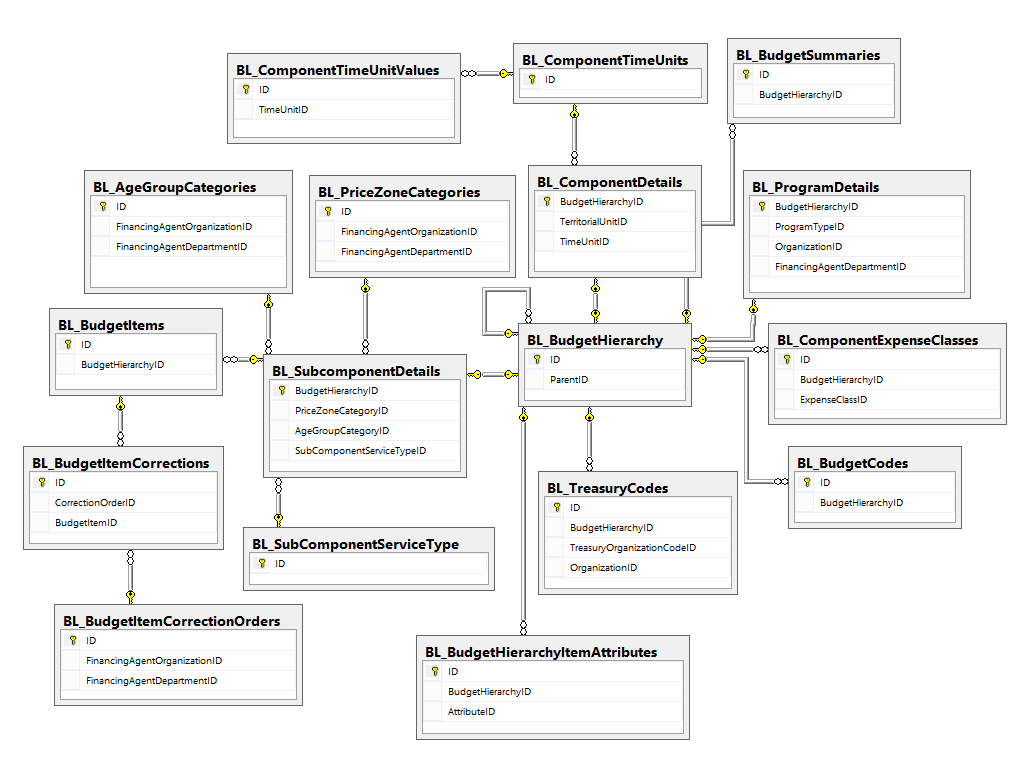 BL_ComponentTimeUnitValues
ID
TimeUnitID
BL_ComponentTimeUnits
ID
BL_BudgetSummaries
ID
BudgetHierarchyID
BL_AgeGroupCategories
ID
FinancingAgentOrganizationID
FinancingAgentDepartmentID
BL_PriceZoneCategories
ID
FinancingAgentOrganizationID
FinancingAgentDepartmentID
BL_ComponentDetails
BudgetHierarchyID
TerritorialUnitID
TimeUnitID
BL_ProgramDetails
BudgetHierarchyID
ProgramTypeID
OrganizationID
FinancingAgentDepartmentID
BL_BudgetItems
ID
BudgetHierarchyID
BL_SubcomponentDetails
BudgetHierarchyID
PriceZoneCategoryID
AgeGroupCategoryID
SubComponentServiceTypeID
BL_BudgetHierarchy
ID
ParentID
BL_ComponentExpenseClasses
ID
BudgetHierarchyID
ExpenseClassID
BL_BudgetItemCorrections
ID
CorrectionOrderID
BudgetItemID
BL_SubComponentServiceType
ID
BL_TreasuryCodes
ID
BudgetHierarchyID
TreasuryOrganizationCodeID
OrganizationID
BL_BudgetCodes
ID
BudgetHierarchyID
BL_BudgetItemCorrectionOrders
ID
FinancingAgentOrganizationID
FinancingAgentDepartmentID
BL_BudgetHierarchyItemAttributes
ID
BudgetHierarchyID
AttributeID